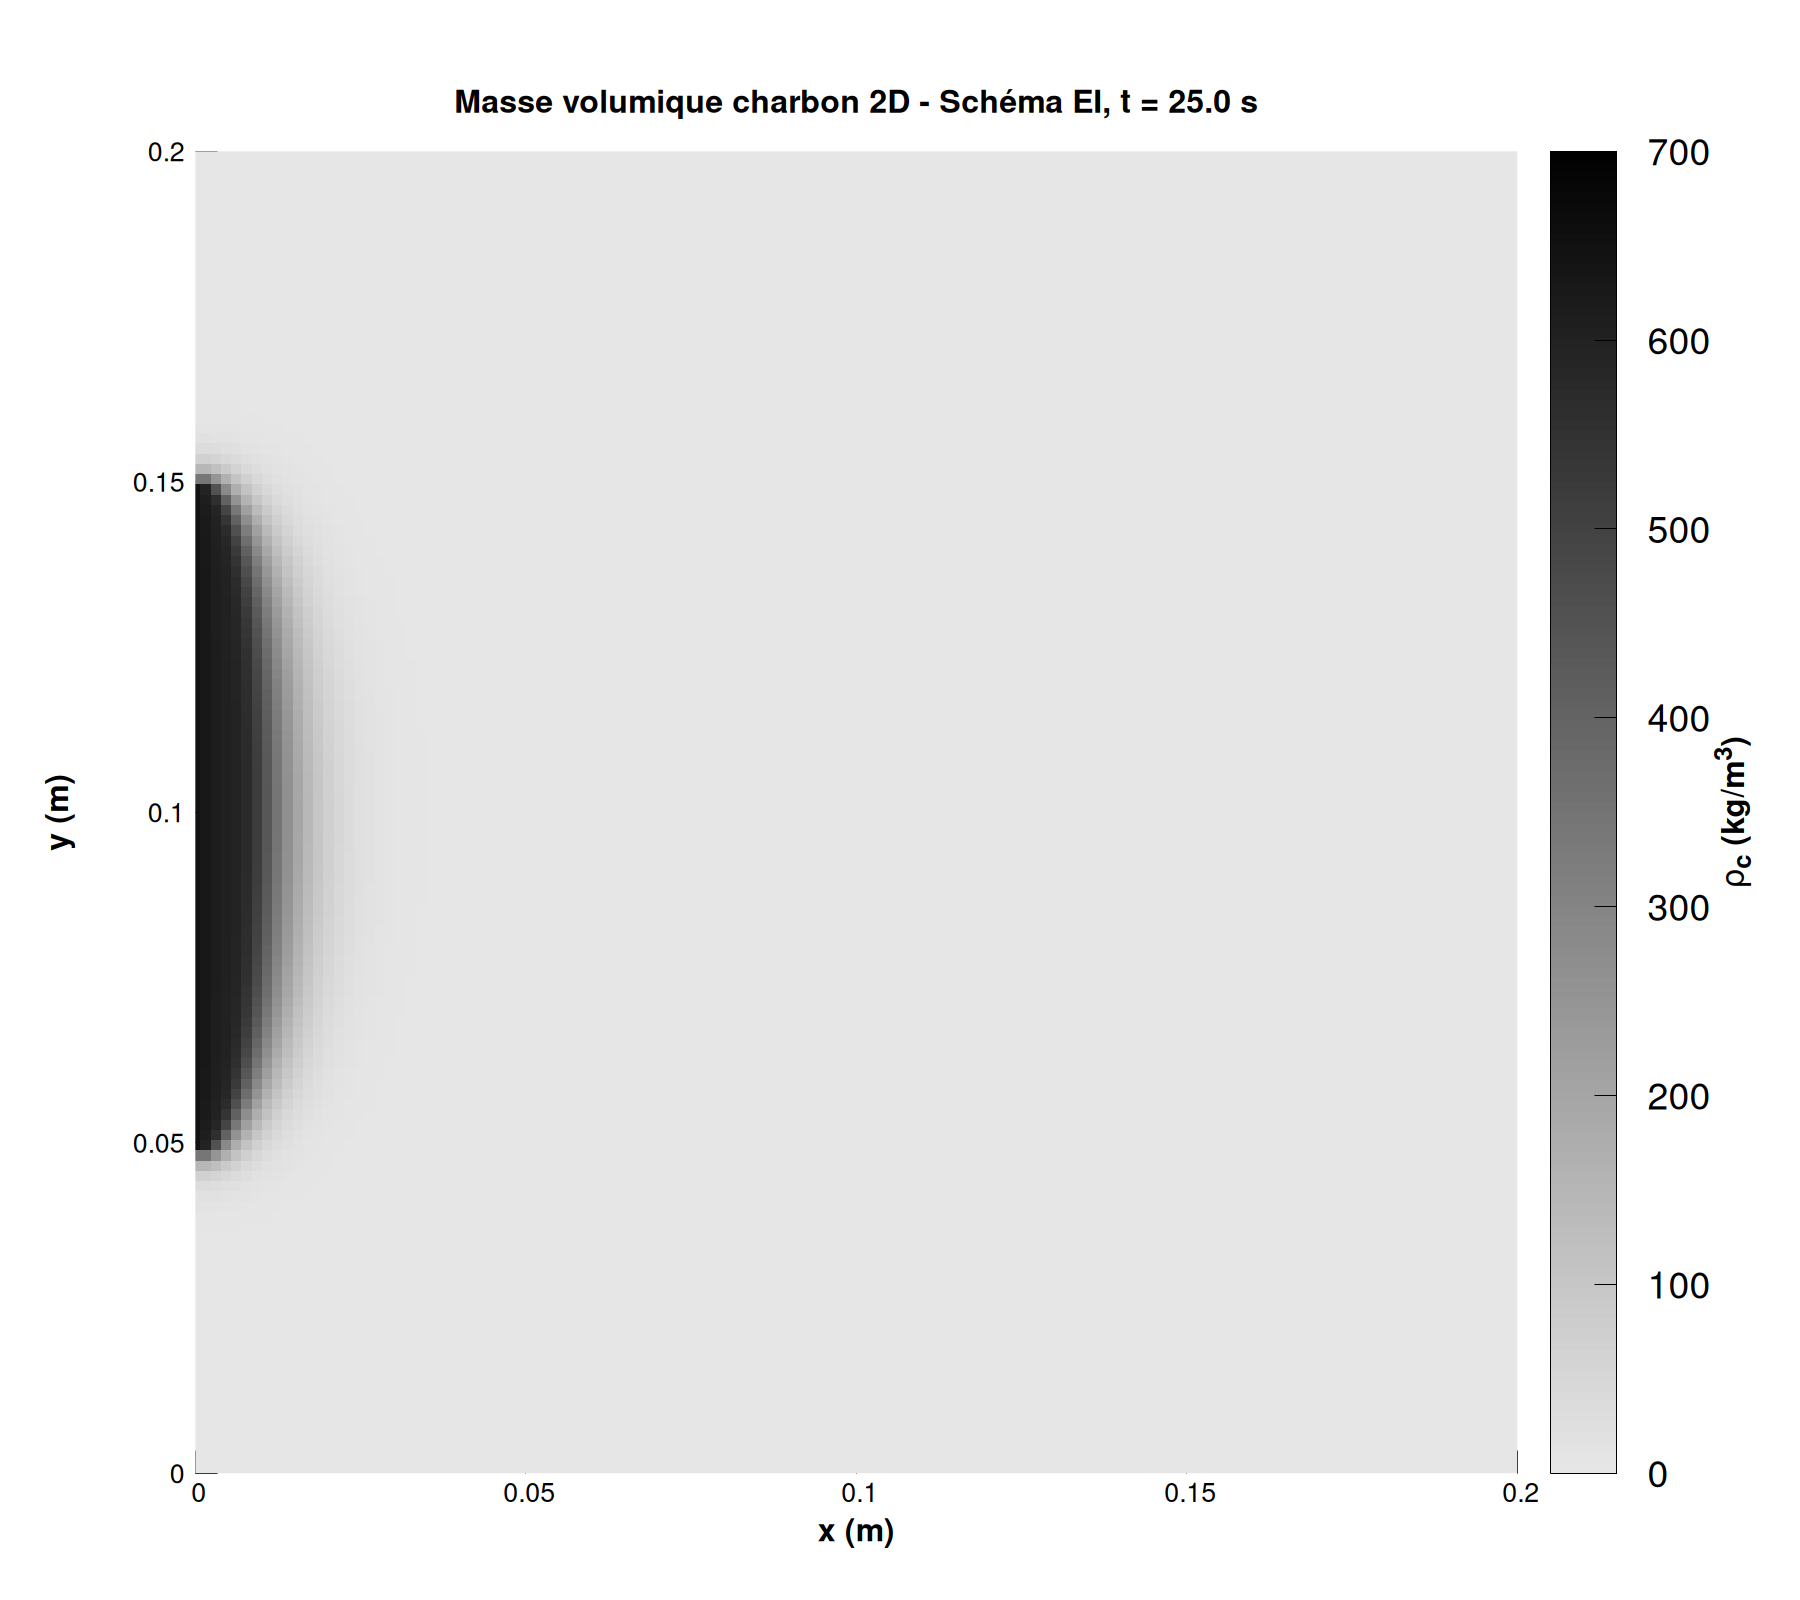 Masse volumique charbon 2D - Schéma EI, t = 25.0 s
0.2
0.15
0.1
0.05
0
y (m)
0 0.05 0.1 0.15 0.2
x (m)
700
600
500
400
300
200
100
0
ρc (kg/m³)